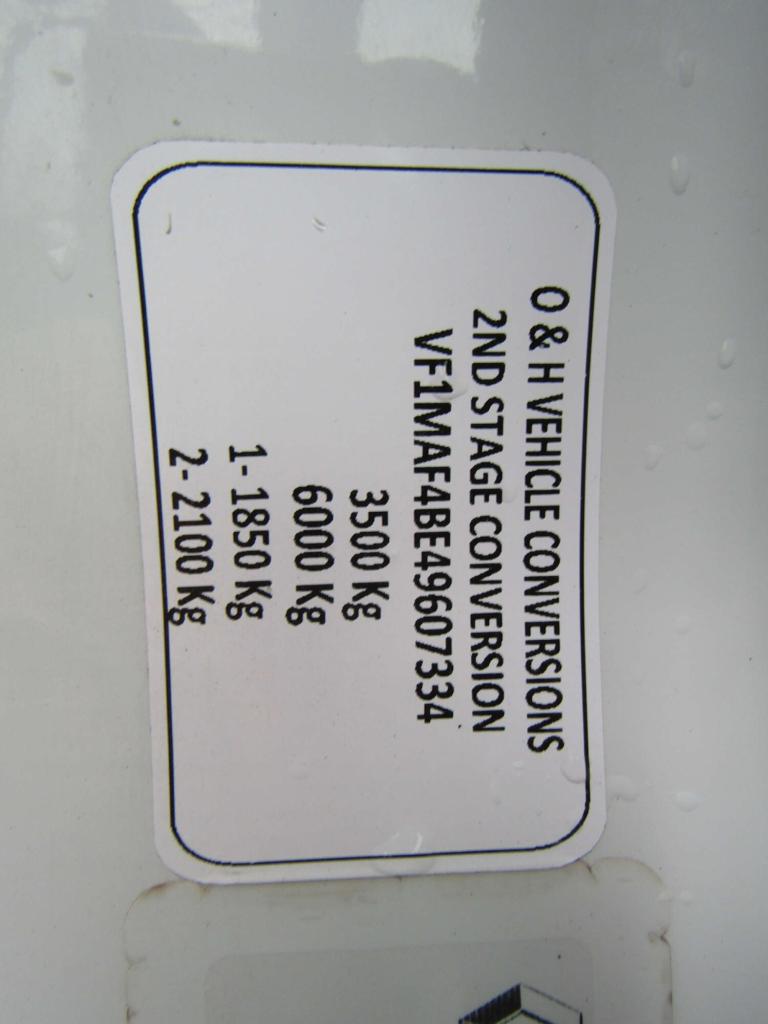 O & H VEHICLE CONVERSIONS
2ND STAGE CONVERSION
VF1MAF4BE49607334
3500 Kg
6000 Kg
1- 1850 Kg
2- 2100 Kg